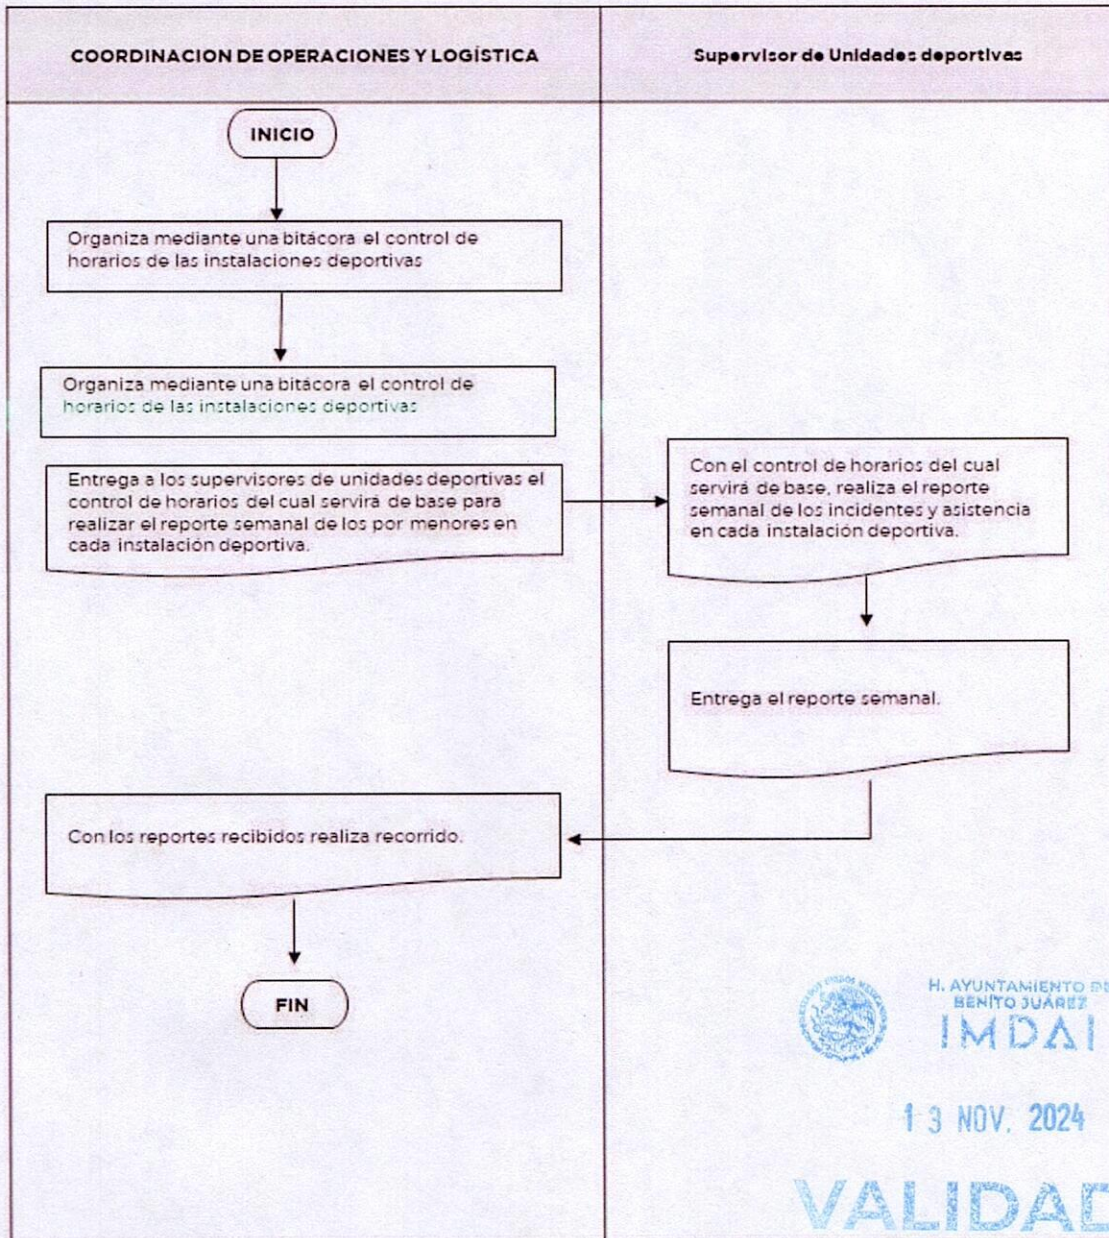 COORDINACION DE OPERACIONES Y LOGÍSTICA
Supervisor de Unidades deportivas
INICIO
Organiza mediante una bitácora el control de
horarios de las instalaciones deportivas
Organiza mediante una bitácora el control de
horarios de las instalaciones deportivas
Entrega a los supervisores de unidades deportivas el
control de horarios del cual servirá de base para
realizar el reporte semanal de los por menores en
cada instalación deportiva.
Con el control de horarios del cual
servirá de base, realiza el reporte
semanal de los incidentes y asistencia
en cada instalación deportiva.
Entrega el reporte semanal.
Con los reportes recibidos realiza recorrido.
FIN
H. AYUNTAMIENTO DE
BENITO JUÁREZ
IMDAI
13 NOV. 2024
VALIDAD